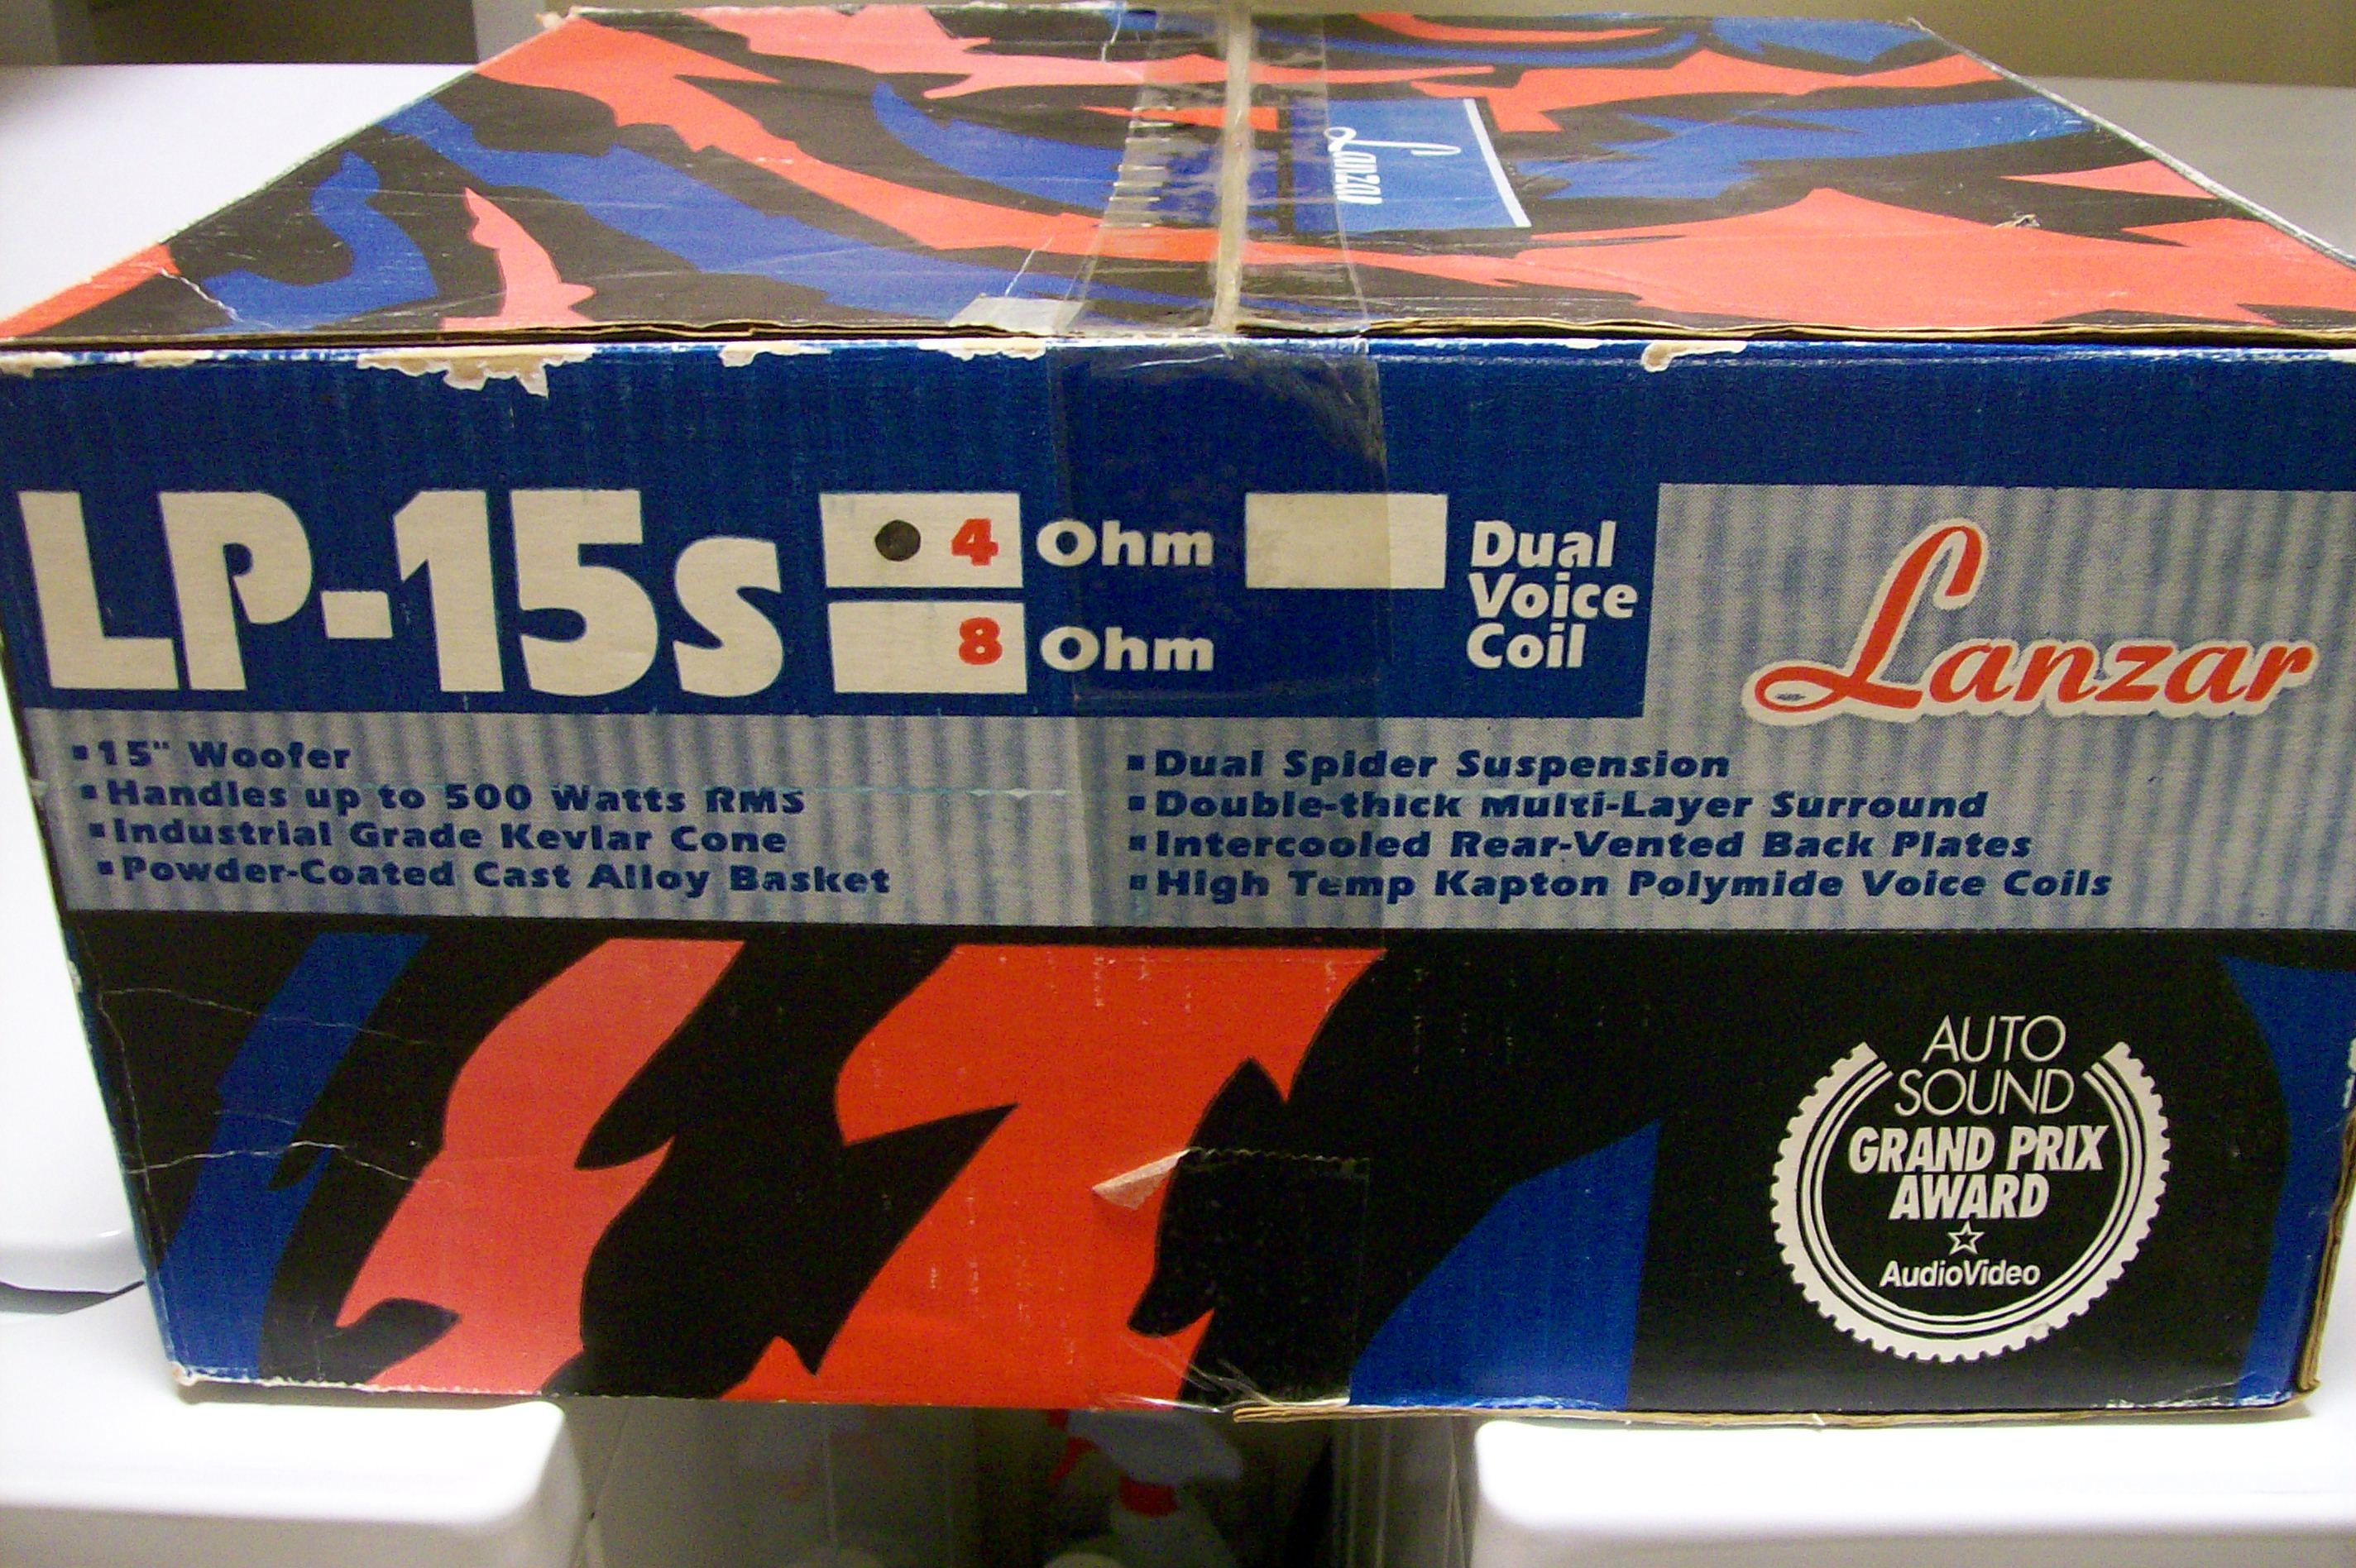 Lanzar
LP-15s
4 Ohm
8 Ohm
Dual
Voice
Coil
Lanzar
▪15" Woofer
▪Handles up to 500 Watts RMS
▪Industrial Grade Kevlar Cone
▪Powder-Coated Cast Alloy Basket
▪Dual Spider Suspension
▪Double-thick Multi-Layer Surround
▪Intercooled Rear-Vented Back Plates
▪High Temp Kapton Polymide Voice Coils
AUTO
SOUND
GRAND PRIX
AWARD
AudioVideo